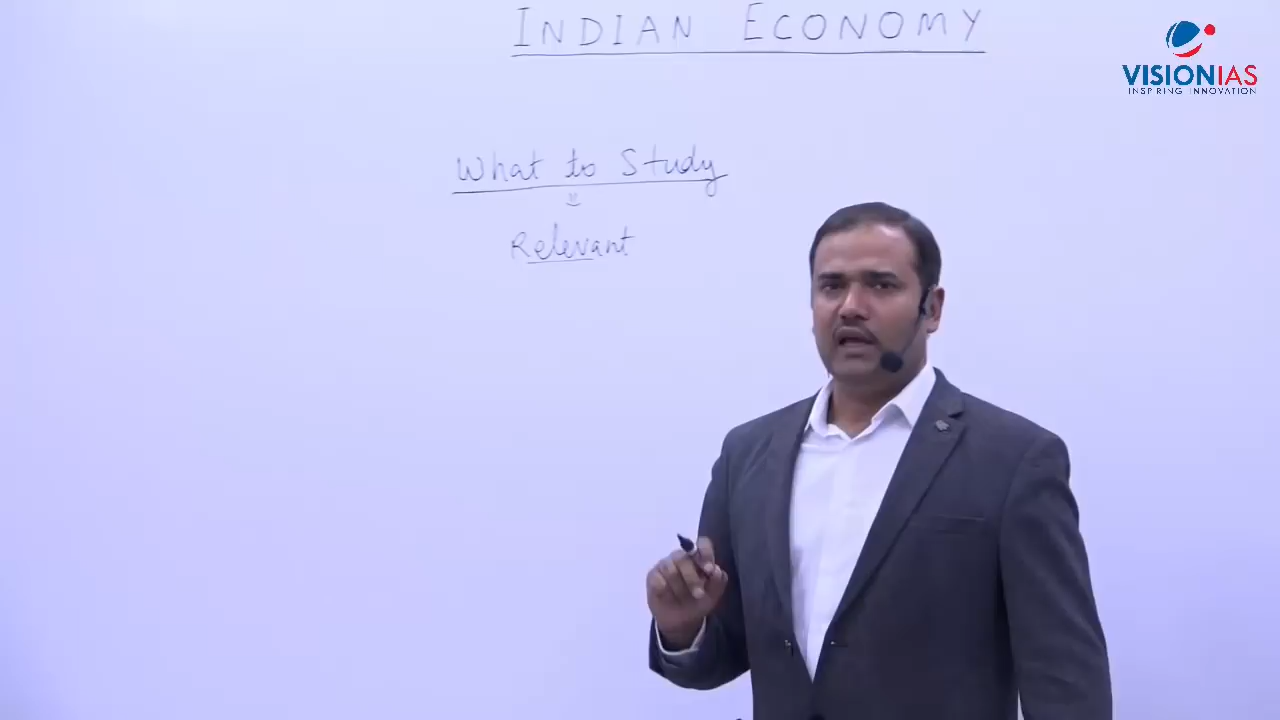 INDIAN ECONOMY
VISIONIAS
INSPIRING INNOVATION
What to Study
Relevant